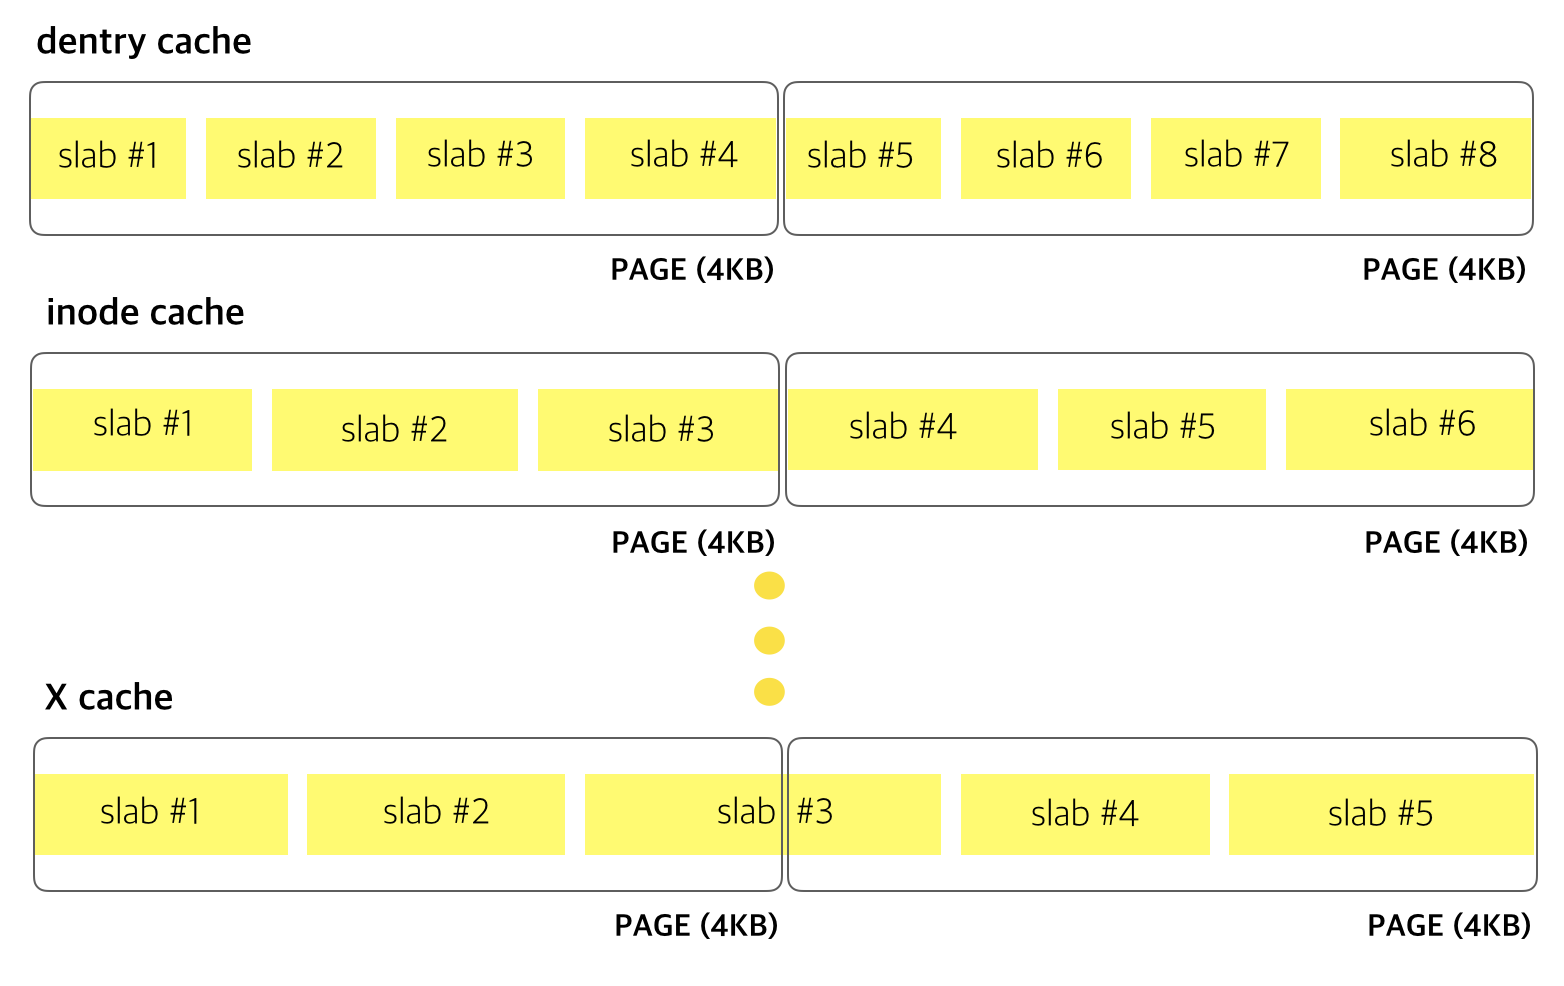 dentry cache
slab #1 slab #2 slab #3 slab #4 slab #5 slab #6 slab #7 slab #8
PAGE (4KB) PAGE (4KB)
inode cache
slab #1 slab #2 slab #3 slab #4 slab #5 slab #6
PAGE (4KB) PAGE (4KB)
X cache
slab #1 slab #2 slab #3 slab #4 slab #5
PAGE (4KB) PAGE (4KB)